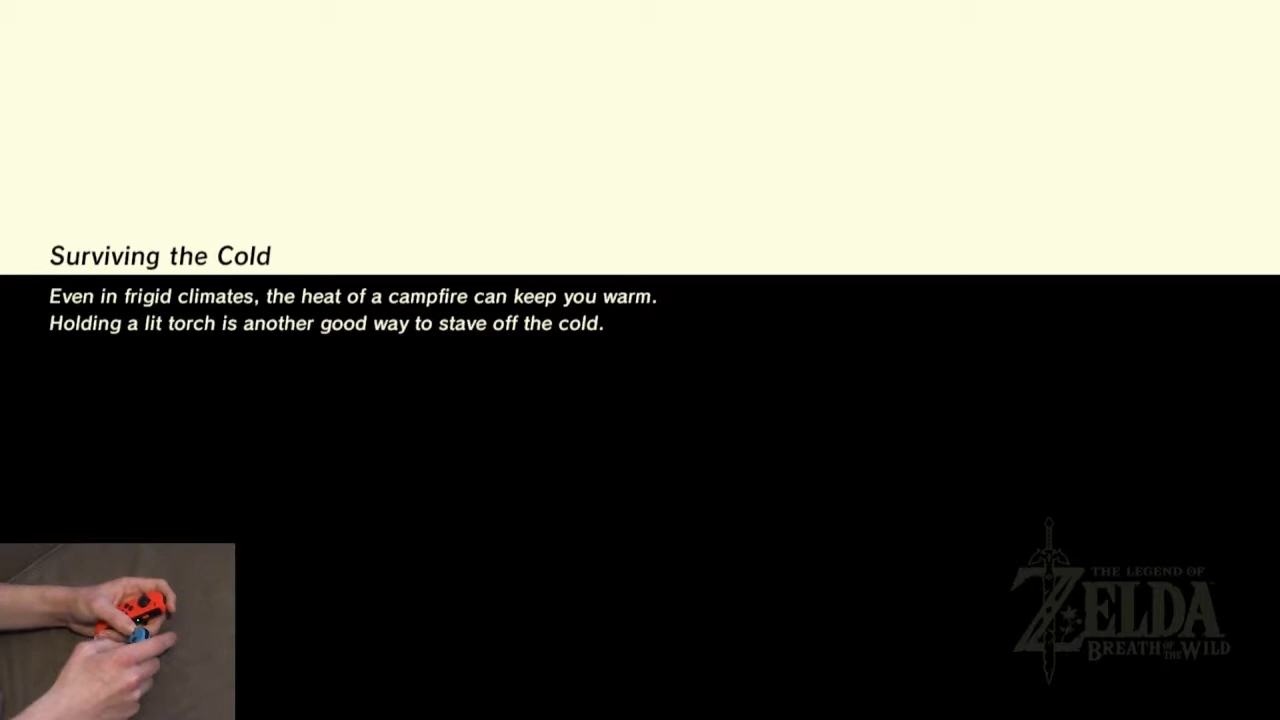 Surviving the Cold
Even in frigid climates, the heat of a campfire can keep you warm.
Holding a lit torch is another good way to stave off the cold.
THE LEGEND OF
ZELDA
BREATH OF THE WILD